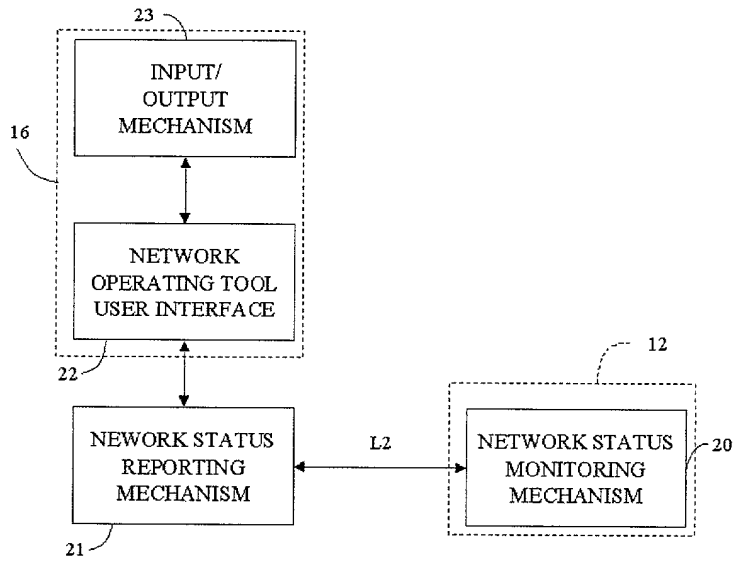 23
INPUT/
OUTPUT
MECHANISM
16
NETWORK
OPERATING TOOL
USER INTERFACE
22
12
NEWORK STATUS
REPORTING
MECHANISM
L2
NETWORK STATUS
MONITORING
MECHANISM
20
21